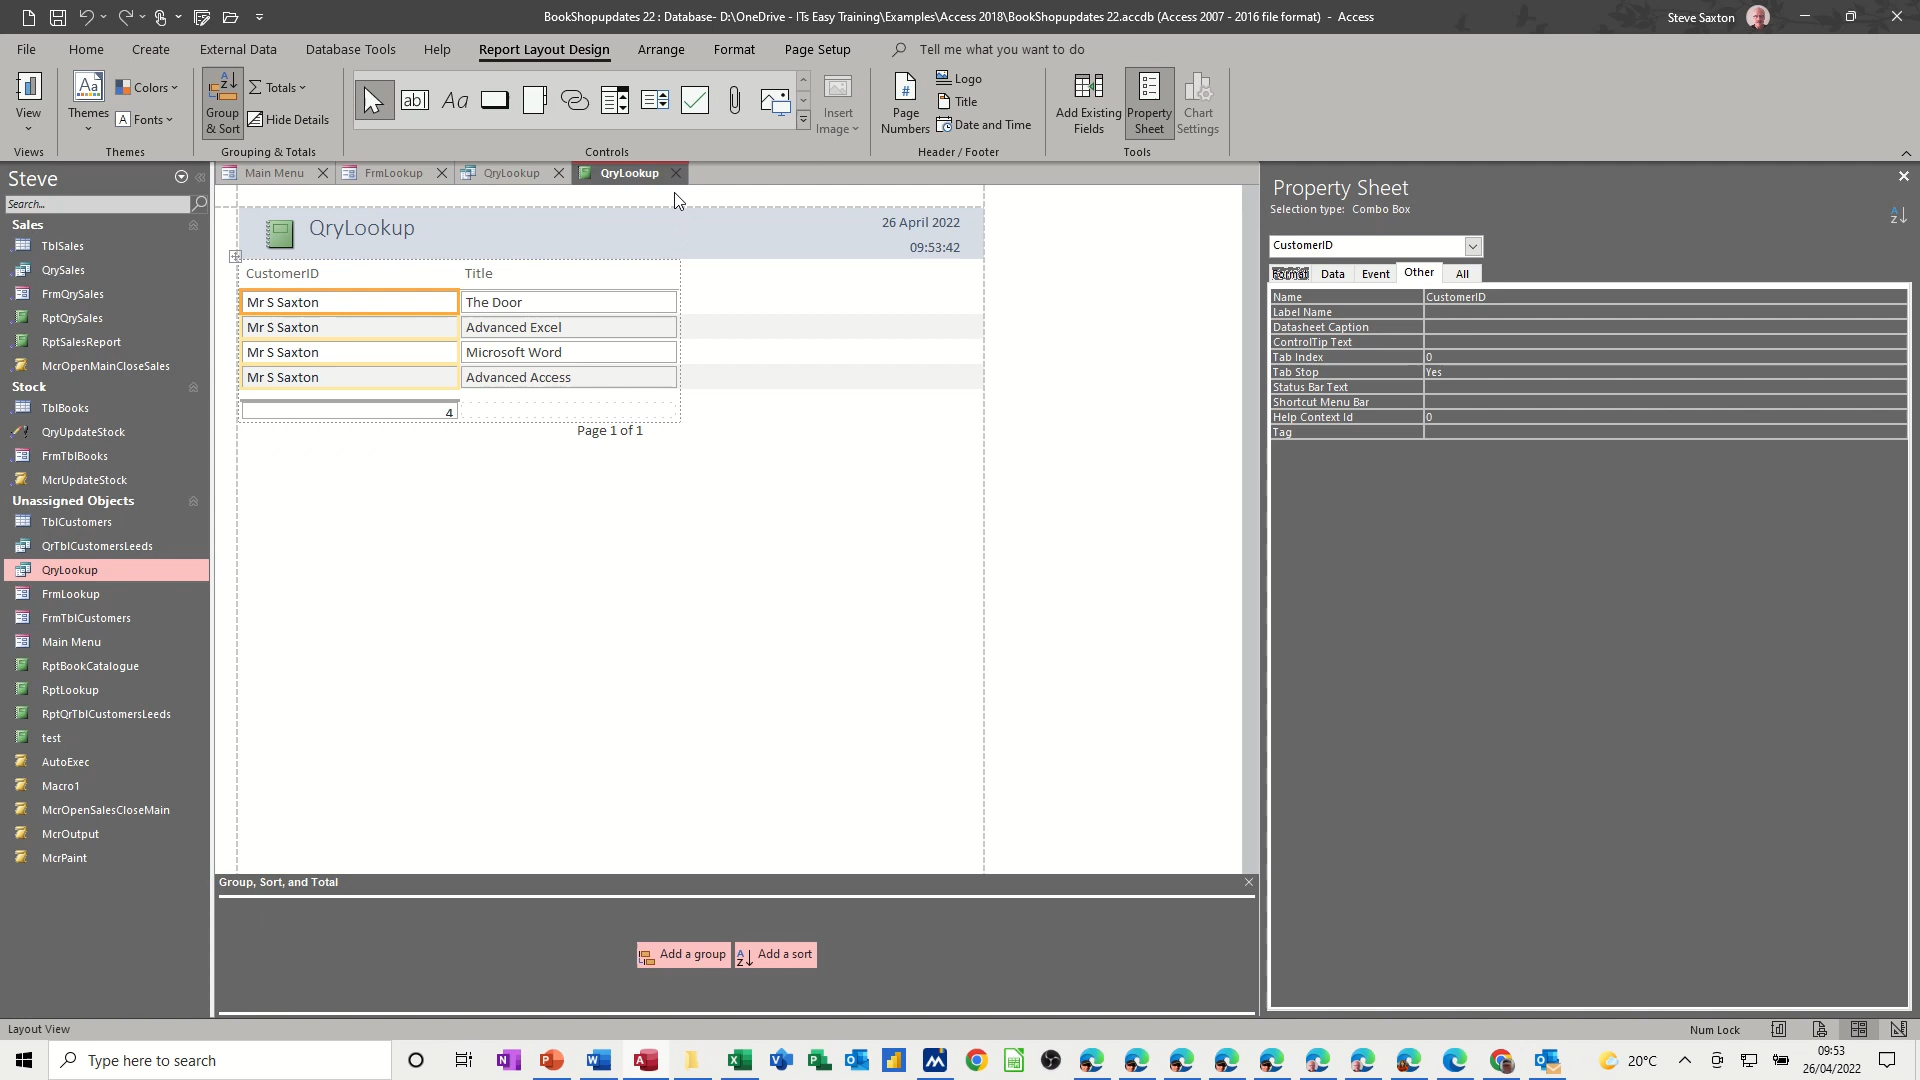 BookShopupdates 22 : Database- D:\OneDrive - ITs Easy Training\Examples\Access 2018\BookShopupdates 22.accdb (Access 2007 - 2016 file format) - Access
Steve Saxton
File Home Create External Data Database Tools Help Report Layout Design Arrange Format Page Setup Tell me what you want to do
View
Views
Themes
Colors
Fonts
Themes
Group & Sort
Totals
Hide Details
Grouping & Totals
Controls
Insert Image
Page Numbers
Logo
Title
Date and Time
Header / Footer
Add Existing Fields
Property Sheet
Chart Settings
Tools
Steve
Search...
Sales
TblSales
QrySales
FrmQrySales
RptQrySales
RptSalesReport
McrOpenMainCloseSales
Stock
TblBooks
QryUpdateStock
FrmTblBooks
McrUpdateStock
Unassigned Objects
TblCustomers
QrTblCustomersLeeds
QryLookup
FrmLookup
FrmTblCustomers
Main Menu
RptBookCatalogue
RptLookup
RptQrTblCustomersLeeds
test
AutoExec
Macro1
McrOpenSalesCloseMain
McrOutput
McrPaint
Main Menu FrmLookup QryLookup QryLookup
QryLookup
26 April 2022
09:53:42
CustomerID Title
Mr S Saxton The Door
Mr S Saxton Advanced Excel
Mr S Saxton Microsoft Word
Mr S Saxton Advanced Access
4
Page 1 of 1
Group, Sort, and Total
Add a group Add a sort
Property Sheet
Selection type: Combo Box
CustomerID
Format Data Event Other All
Name CustomerID
Label Name
Datasheet Caption
ControlTip Text
Tab Index 0
Tab Stop Yes
Status Bar Text
Shortcut Menu Bar
Help Context Id 0
Tag
Layout View
Num Lock
Type here to search
20°C
09:53
26/04/2022